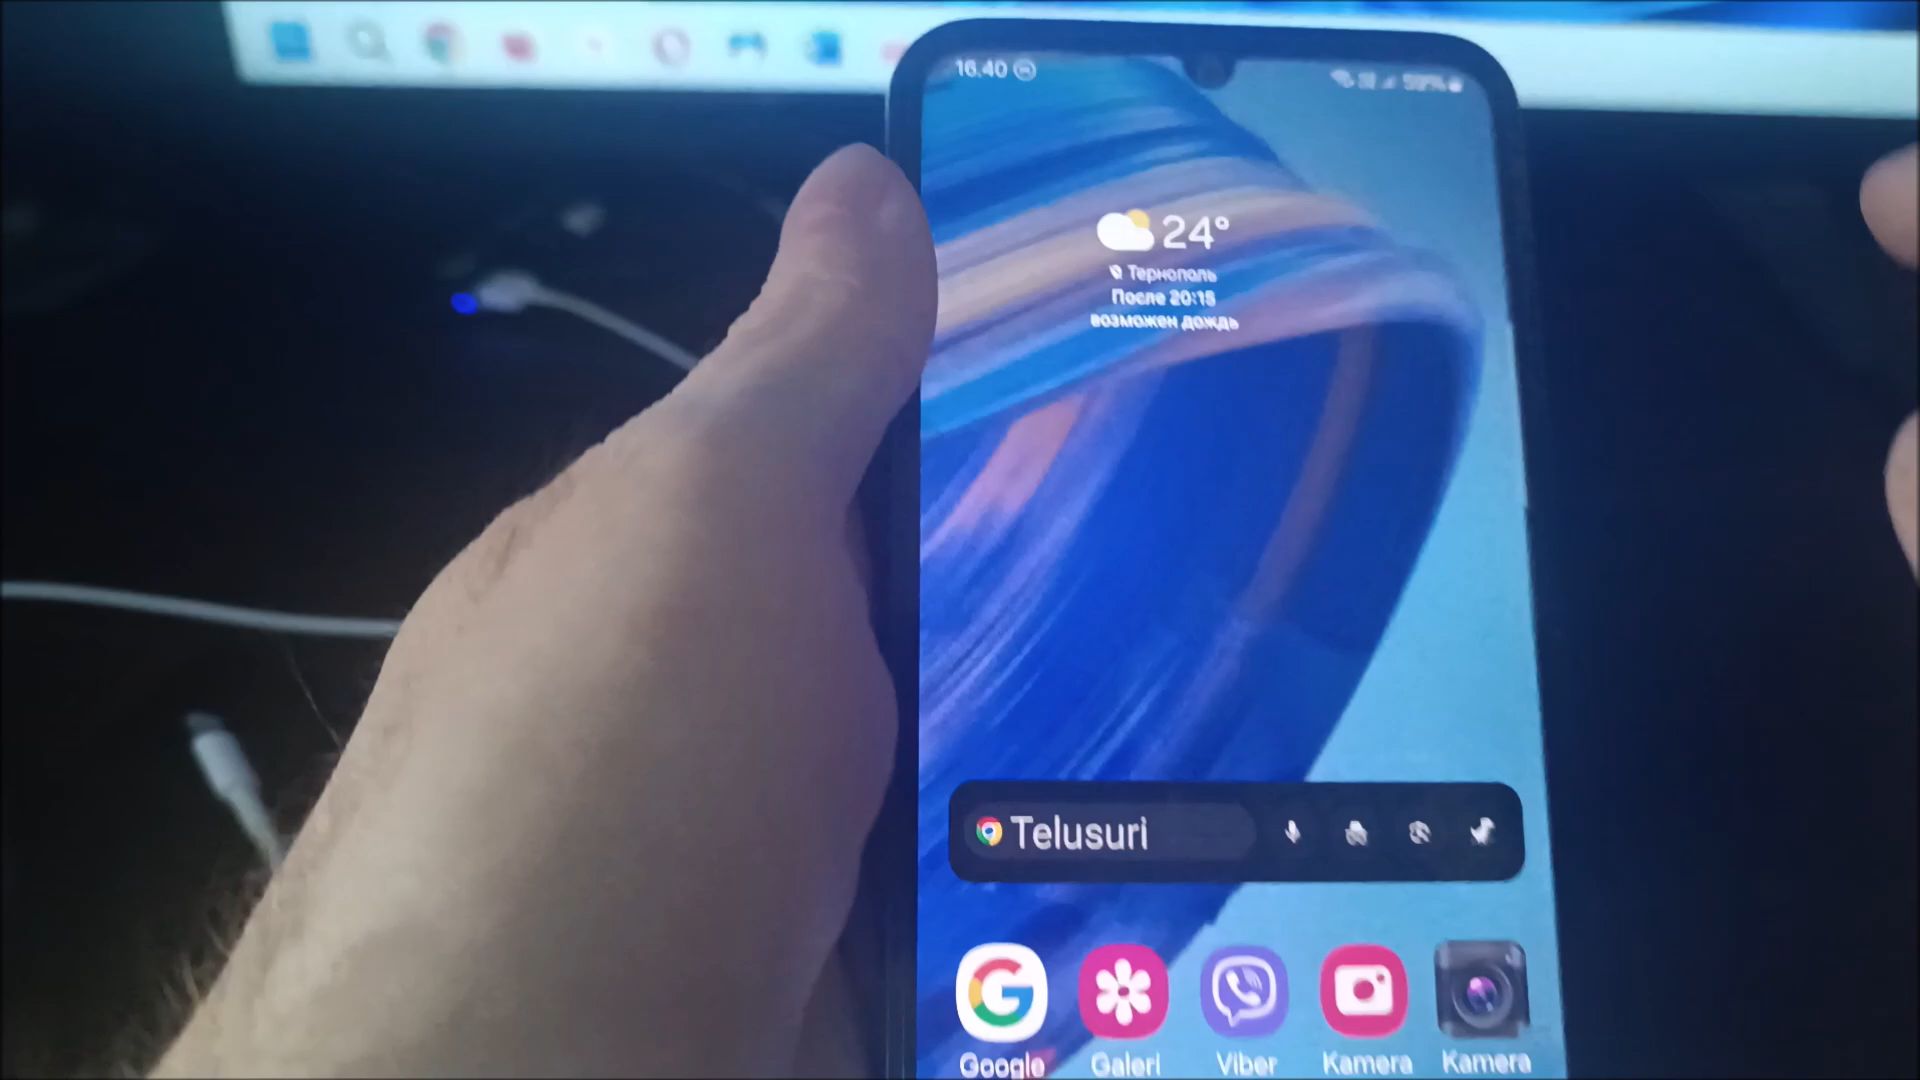 16.40
24°
Тернополь
После 20:15
возможен дождь
Telusuri
Google
Galeri
Viber
Kamera
Kamera